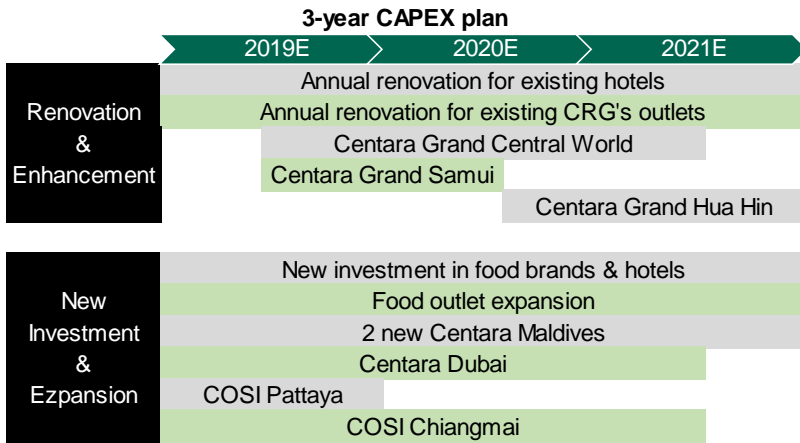 3-year CAPEX plan
2019E 2020E 2021E
Renovation
&
Enhancement
Annual renovation for existing hotels
Annual renovation for existing CRG's outlets
Centara Grand Central World
Centara Grand Samui
Centara Grand Hua Hin
New
Investment
&
Ezpansion
New investment in food brands & hotels
Food outlet expansion
2 new Centara Maldives
Centara Dubai
COSI Pattaya
COSI Chiangmai